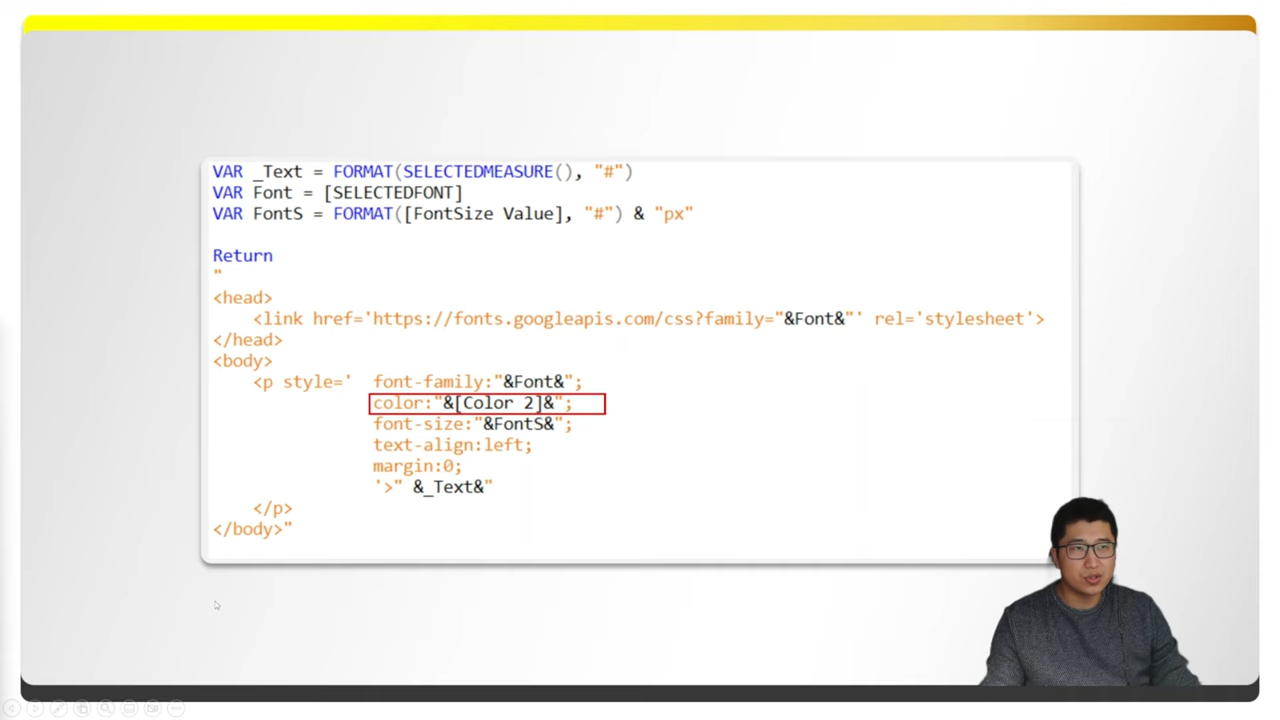 VAR _Text = FORMAT(SELECTEDMEASURE(), "#")
VAR Font = [SELECTEDFONT]
VAR FontS = FORMAT([FontSize Value], "#") & "px"
Return
"
<head>
<link href='https://fonts.googleapis.com/css?family="&Font&"' rel='stylesheet'>
</head>
<body>
<p style=' font-family:"&Font&";
color:"&[Color 2]&";
font-size:"&FontS&";
text-align:left;
margin:0;
'>" &_Text&"
</p>
</body>"